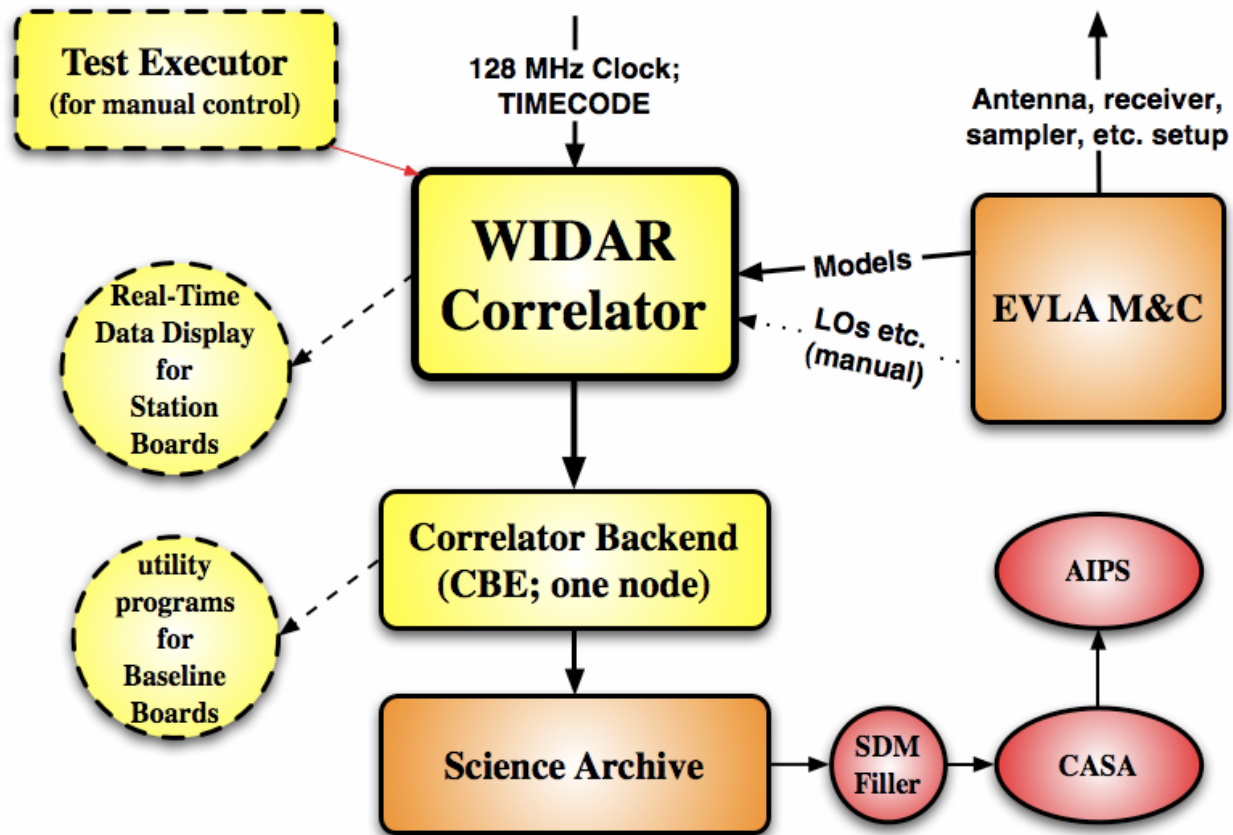 Test Executor
(for manual control)
128 MHz Clock;
TIMECODE
Antenna, receiver,
sampler, etc. setup
WIDAR
Correlator
Models
LOs etc.
(manual)
EVLA M&C
Real-Time
Data Display
for
Station
Boards
Correlator Backend
(CBE; one node)
utility
programs
for
Baseline
Boards
AIPS
Science Archive
SDM
Filler
CASA